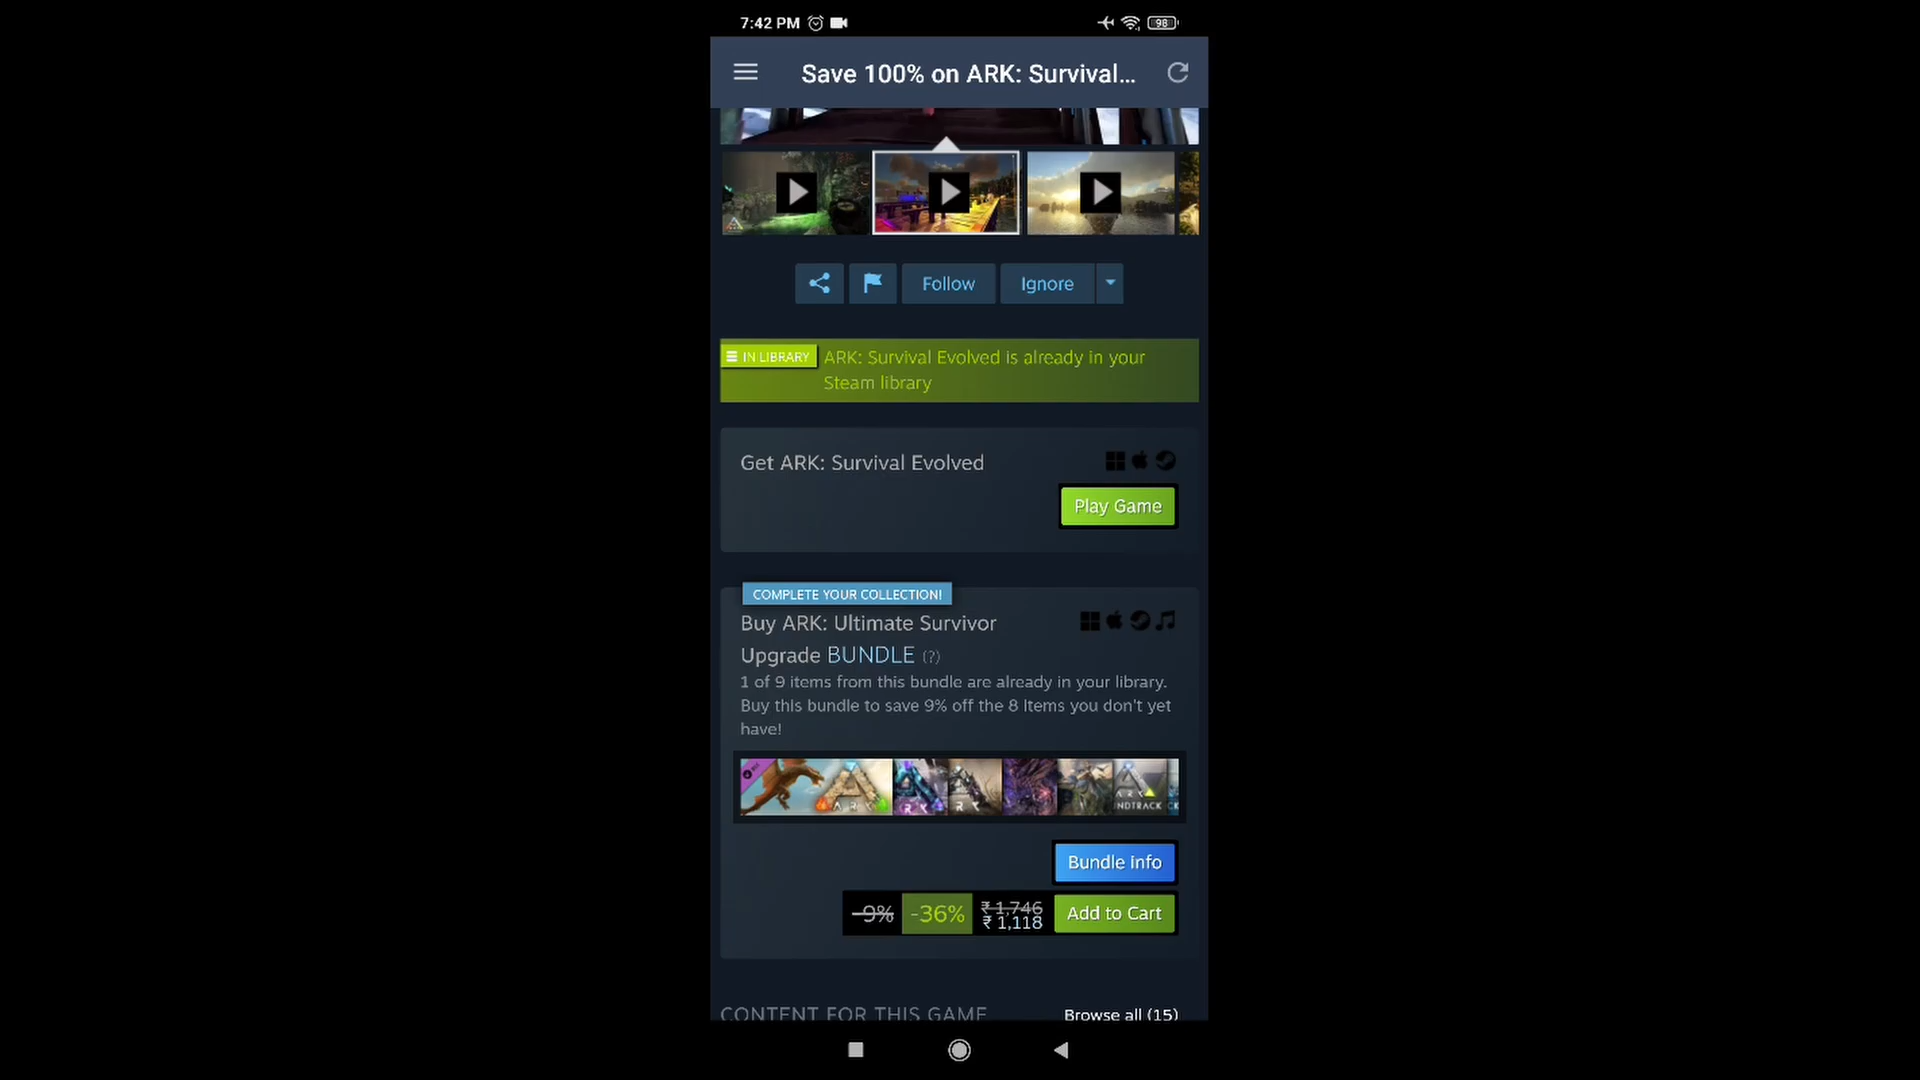 7:42 PM
98
Save 100% on ARK: Survival...
Follow
Ignore
IN LIBRARY
ARK: Survival Evolved is already in your
Steam library
Get ARK: Survival Evolved
Play Game
COMPLETE YOUR COLLECTION!
Buy ARK: Ultimate Survivor
Upgrade BUNDLE (?)
1 of 9 items from this bundle are already in your library.
Buy this bundle to save 9% off the 8 items you don't yet
have!
ARK
NDTRACK
Bundle info
-9%
-36%
₹ 1,746
₹ 1,118
Add to Cart
CONTENT FOR THIS GAME
Browse all (15)